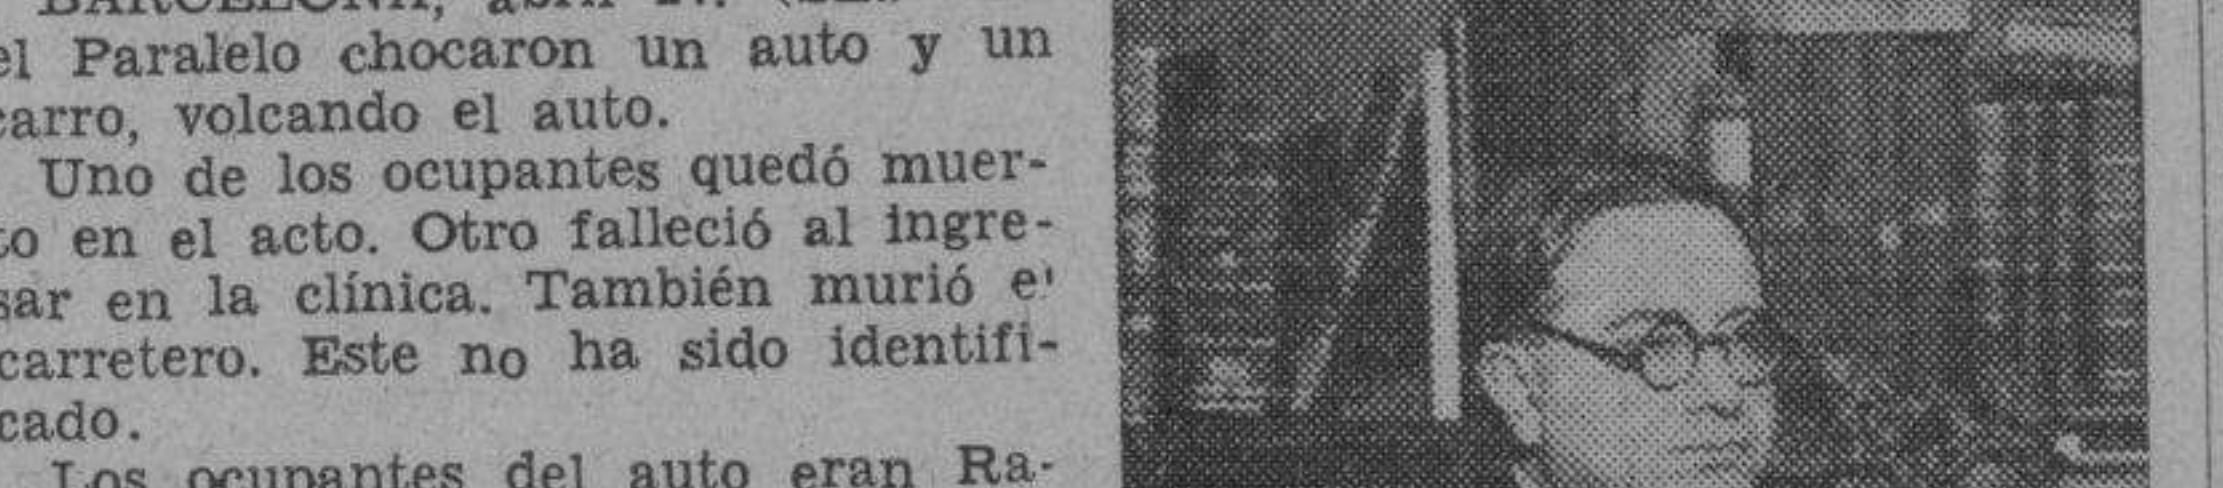 BARCELONA, abril
el Paralelo chocaron un auto y un
carro, volcando el auto.
Uno de los ocupantes quedó muer-
to en el acto. Otro falleció al ingre-
sar en la clínica. También murió e'
carretero. Este no ha sido identifi-
cado.
Los ocupantes del auto eran Ra-